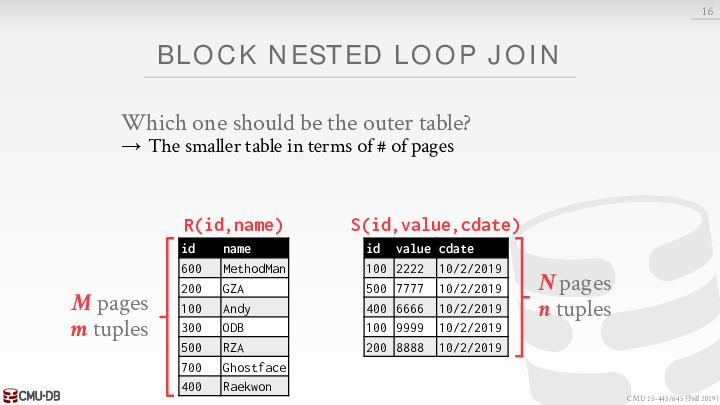 16
BLOCK NESTED LOOP JOIN
Which one should be the outer table?
→ The smaller table in terms of # of pages
R(id,name)
id name
600 MethodMan
200 GZA
100 Andy
300 ODB
500 RZA
700 Ghostface
400 Raekwon
M pages
m tuples
S(id,value,cdate)
id value cdate
100 2222 10/2/2019
500 7777 10/2/2019
400 6666 10/2/2019
100 9999 10/2/2019
200 8888 10/2/2019
N pages
n tuples
CMU·DB
CMU 15-445/645 (Fall 2019)